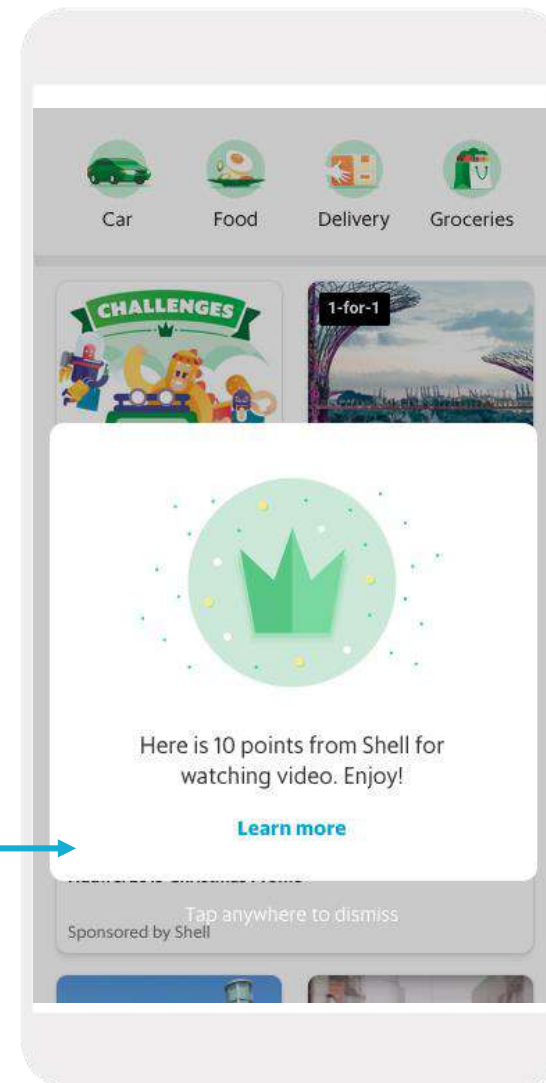 Car Food Delivery Groceries
CHALLENGES
1-for-1
Here is 10 points from Shell for
watching video. Enjoy!
Learn more
Tap anywhere to dismiss
Sponsored by Shell